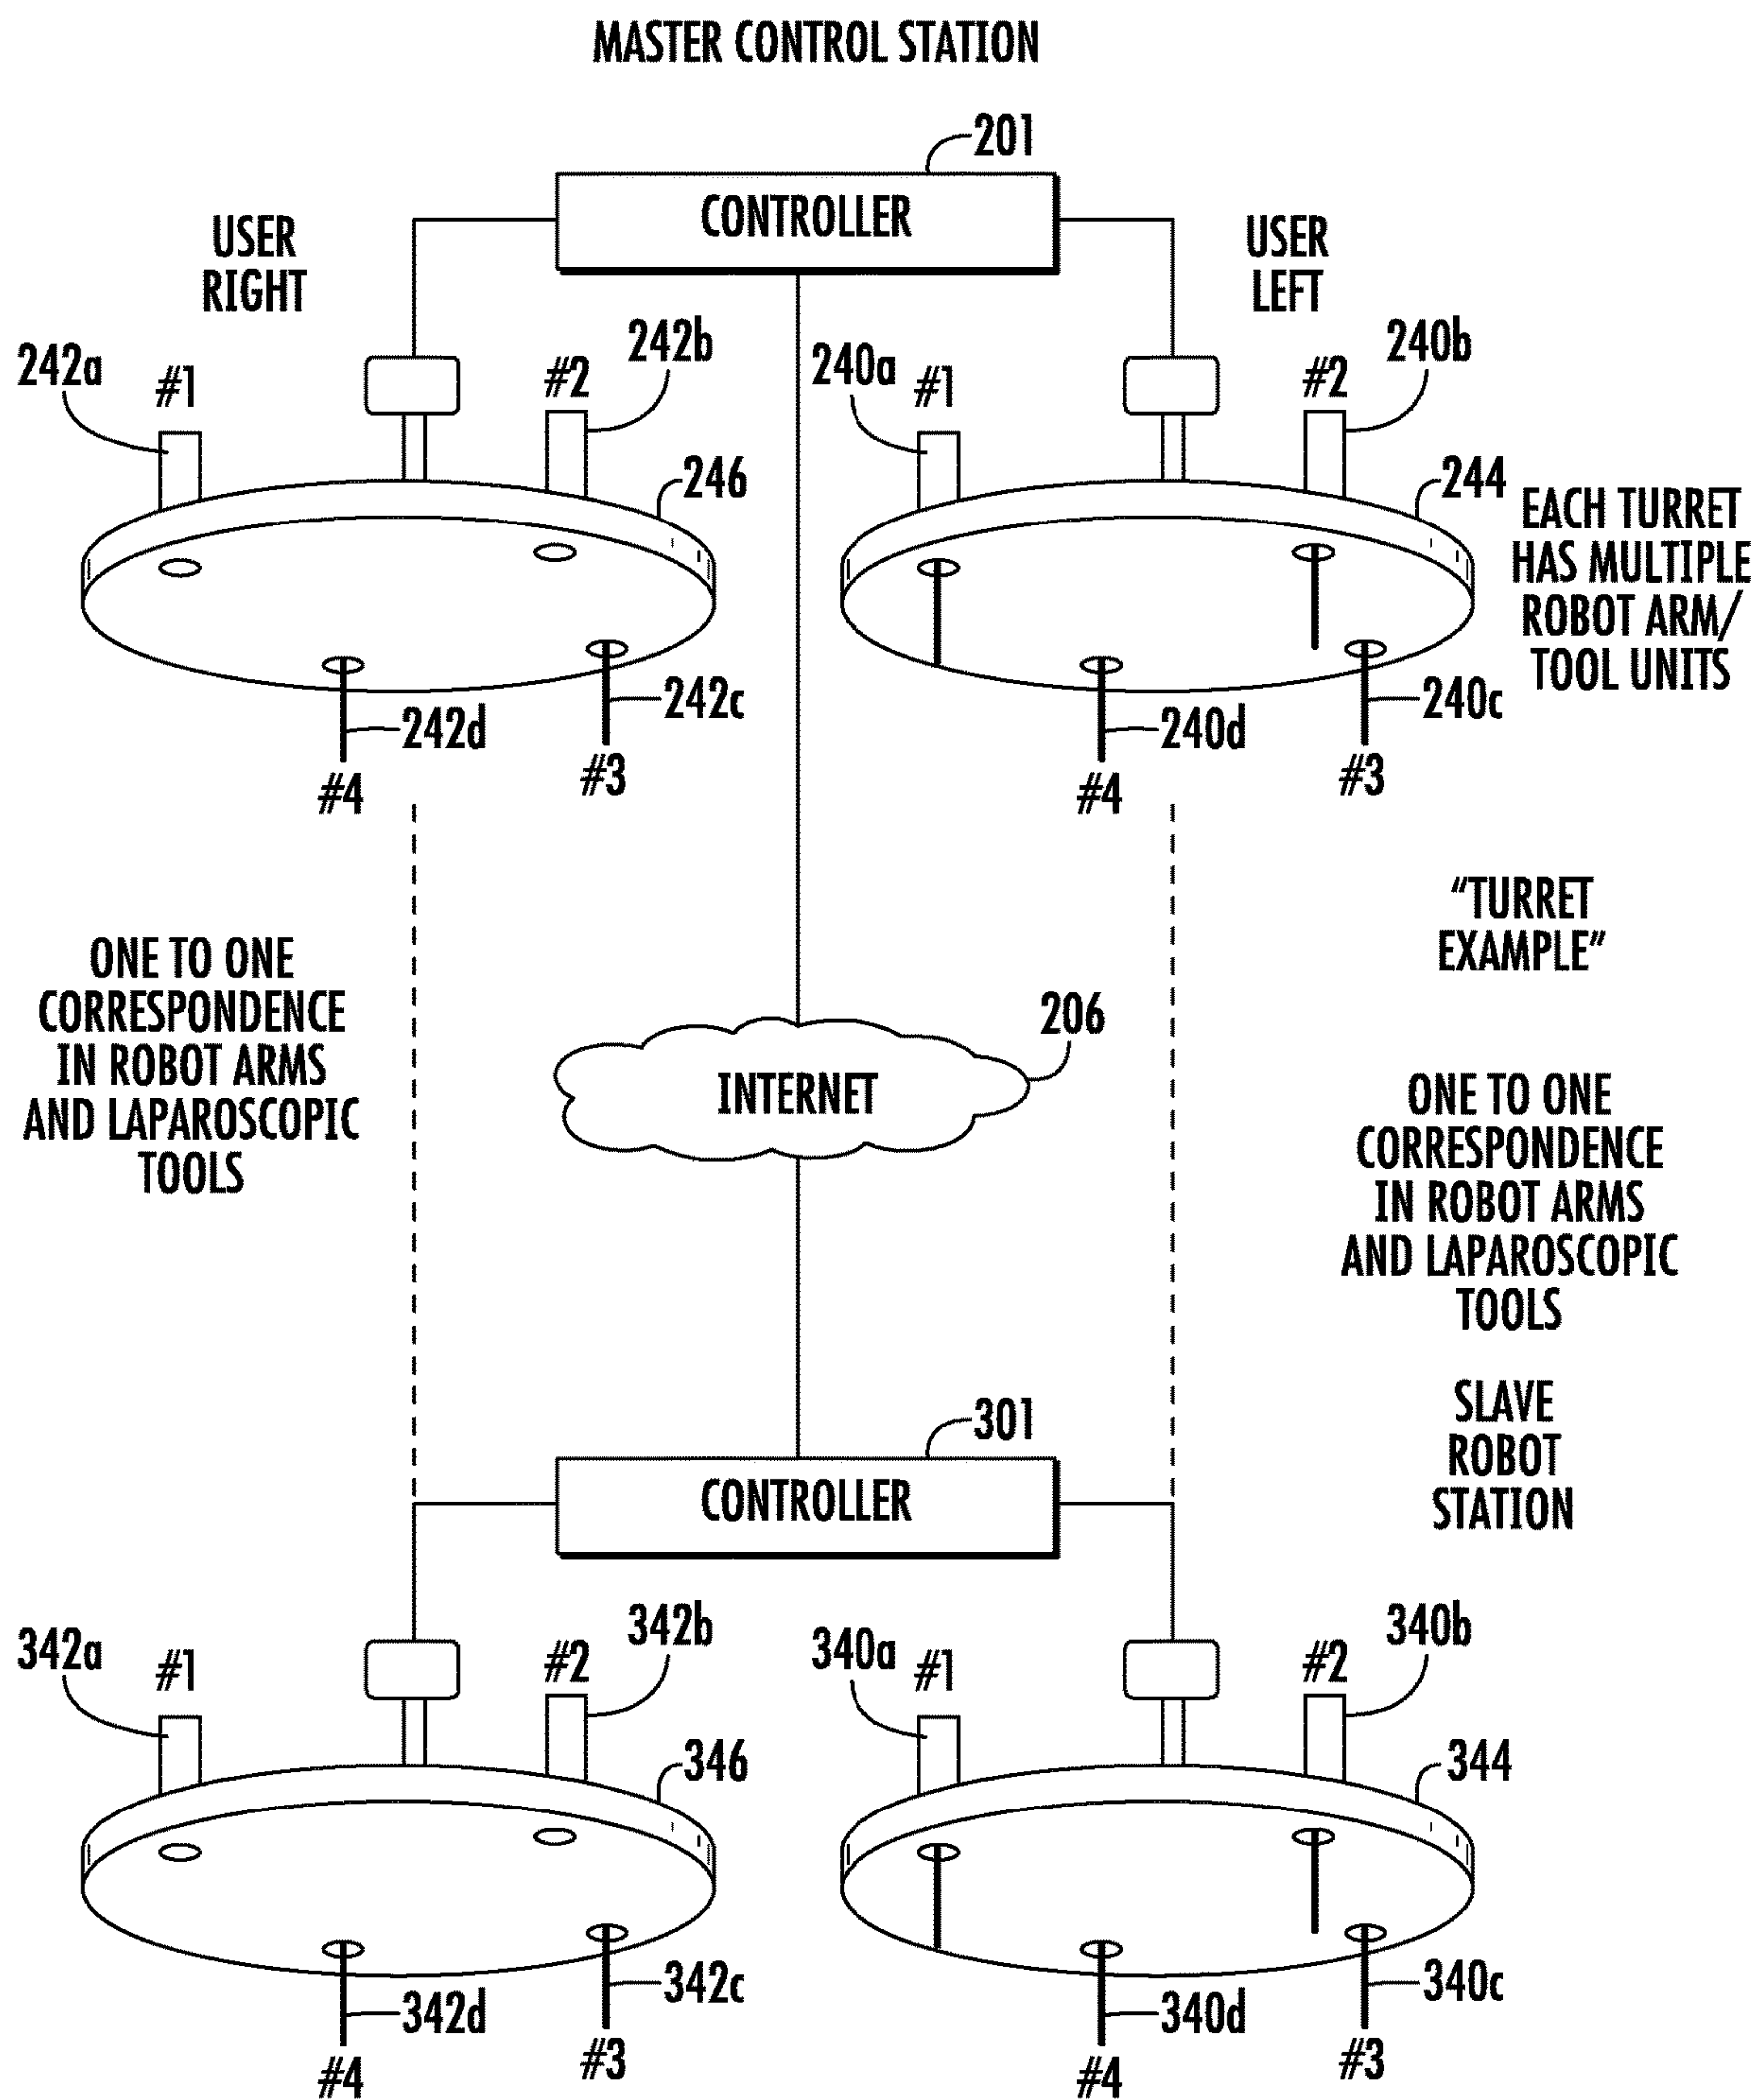 MASTER CONTROL STATION
201
CONTROLLER
USER
RIGHT
USER
LEFT
242a
#1
#2
242b
240a
#1
#2
240b
246
244
EACH TURRET
HAS MULTIPLE
ROBOT ARM/
TOOL UNITS
242d
242c
#4
#3
240d
240c
#4
#3
"TURRET
EXAMPLE"
ONE TO ONE
CORRESPONDENCE
IN ROBOT ARMS
AND LAPAROSCOPIC
TOOLS
206
INTERNET
ONE TO ONE
CORRESPONDENCE
IN ROBOT ARMS
AND LAPAROSCOPIC
TOOLS
SLAVE
ROBOT
STATION
301
CONTROLLER
342a
#1
#2
342b
340a
#1
#2
340b
346
344
342d
342c
#4
#3
340d
340c
#4
#3